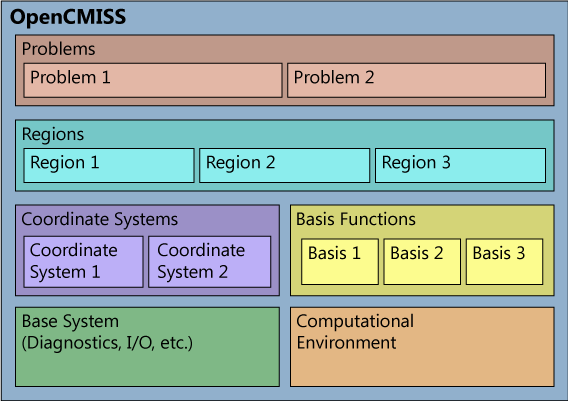 OpenCMISS
Problems
Problem 1
Problem 2
Regions
Region 1
Region 2
Region 3
Coordinate Systems
Coordinate
System 1
Coordinate
System 2
Basis Functions
Basis 1
Basis 2
Basis 3
Base System
(Diagnostics, I/O, etc.)
Computational
Environment